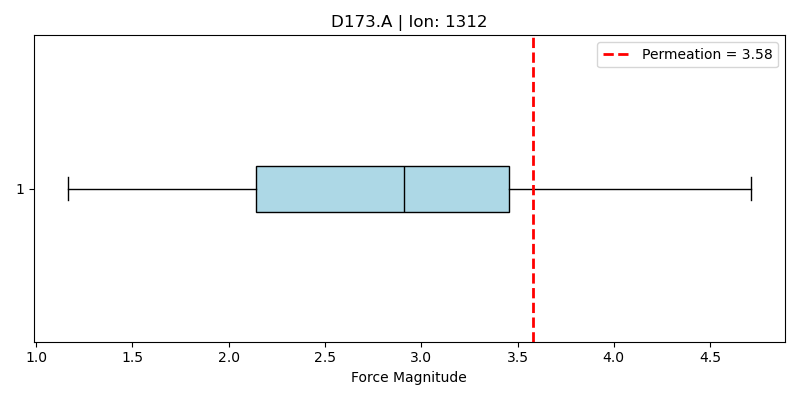 D173.A | Ion: 1312
Permeation = 3.58
1
1.0 1.5 2.0 2.5 3.0 3.5 4.0 4.5
Force Magnitude